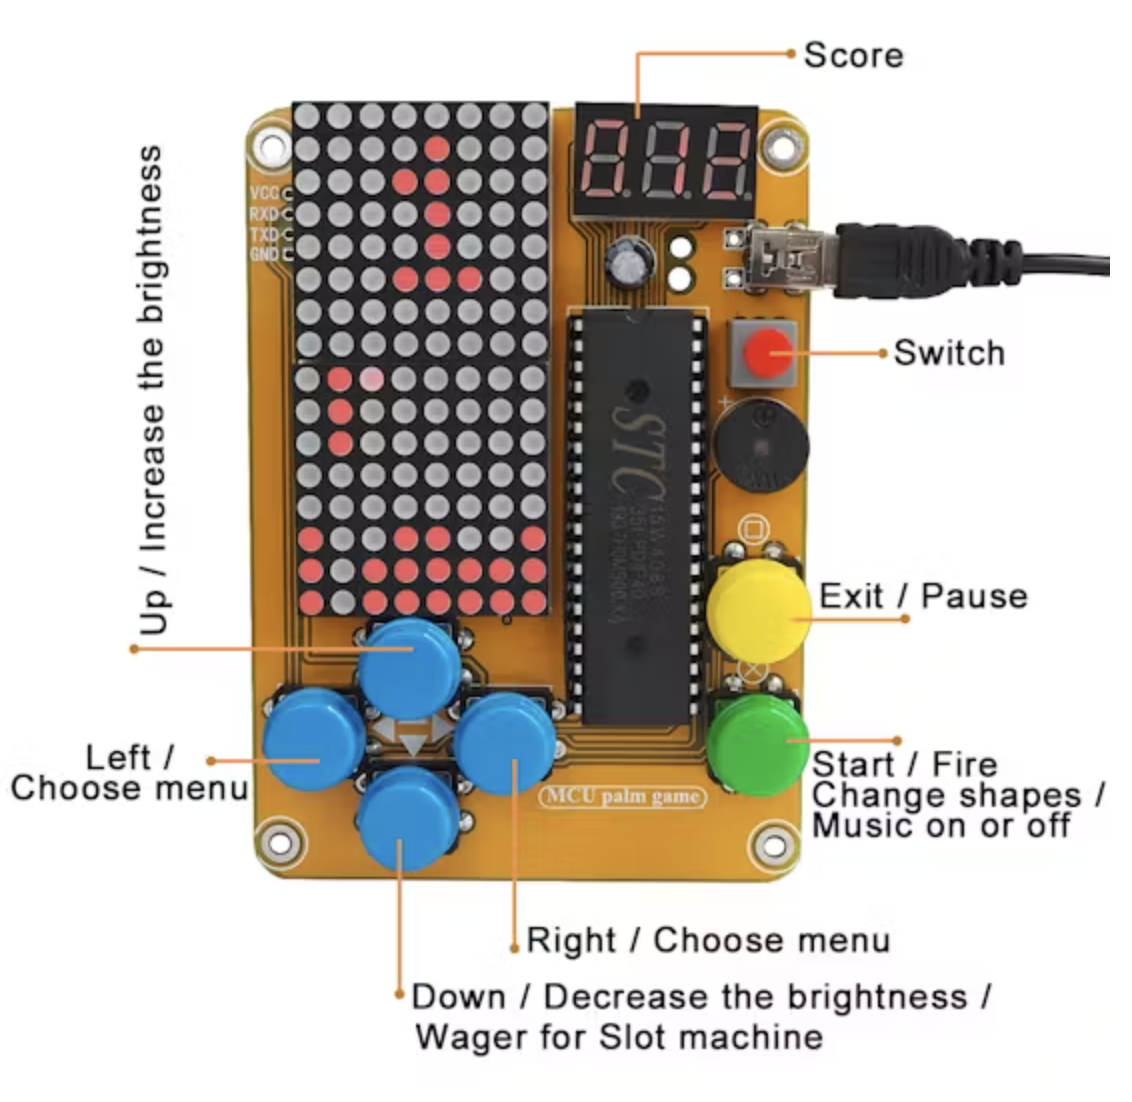 Score
012
VCC
RXD
TXD
GND
Up / Increase the brightness
Switch
+
STC
Exit / Pause
Left /
Choose menu
Start / Fire
Change shapes /
Music on or off
MCU palm game
Right / Choose menu
Down / Decrease the brightness /
Wager for Slot machine